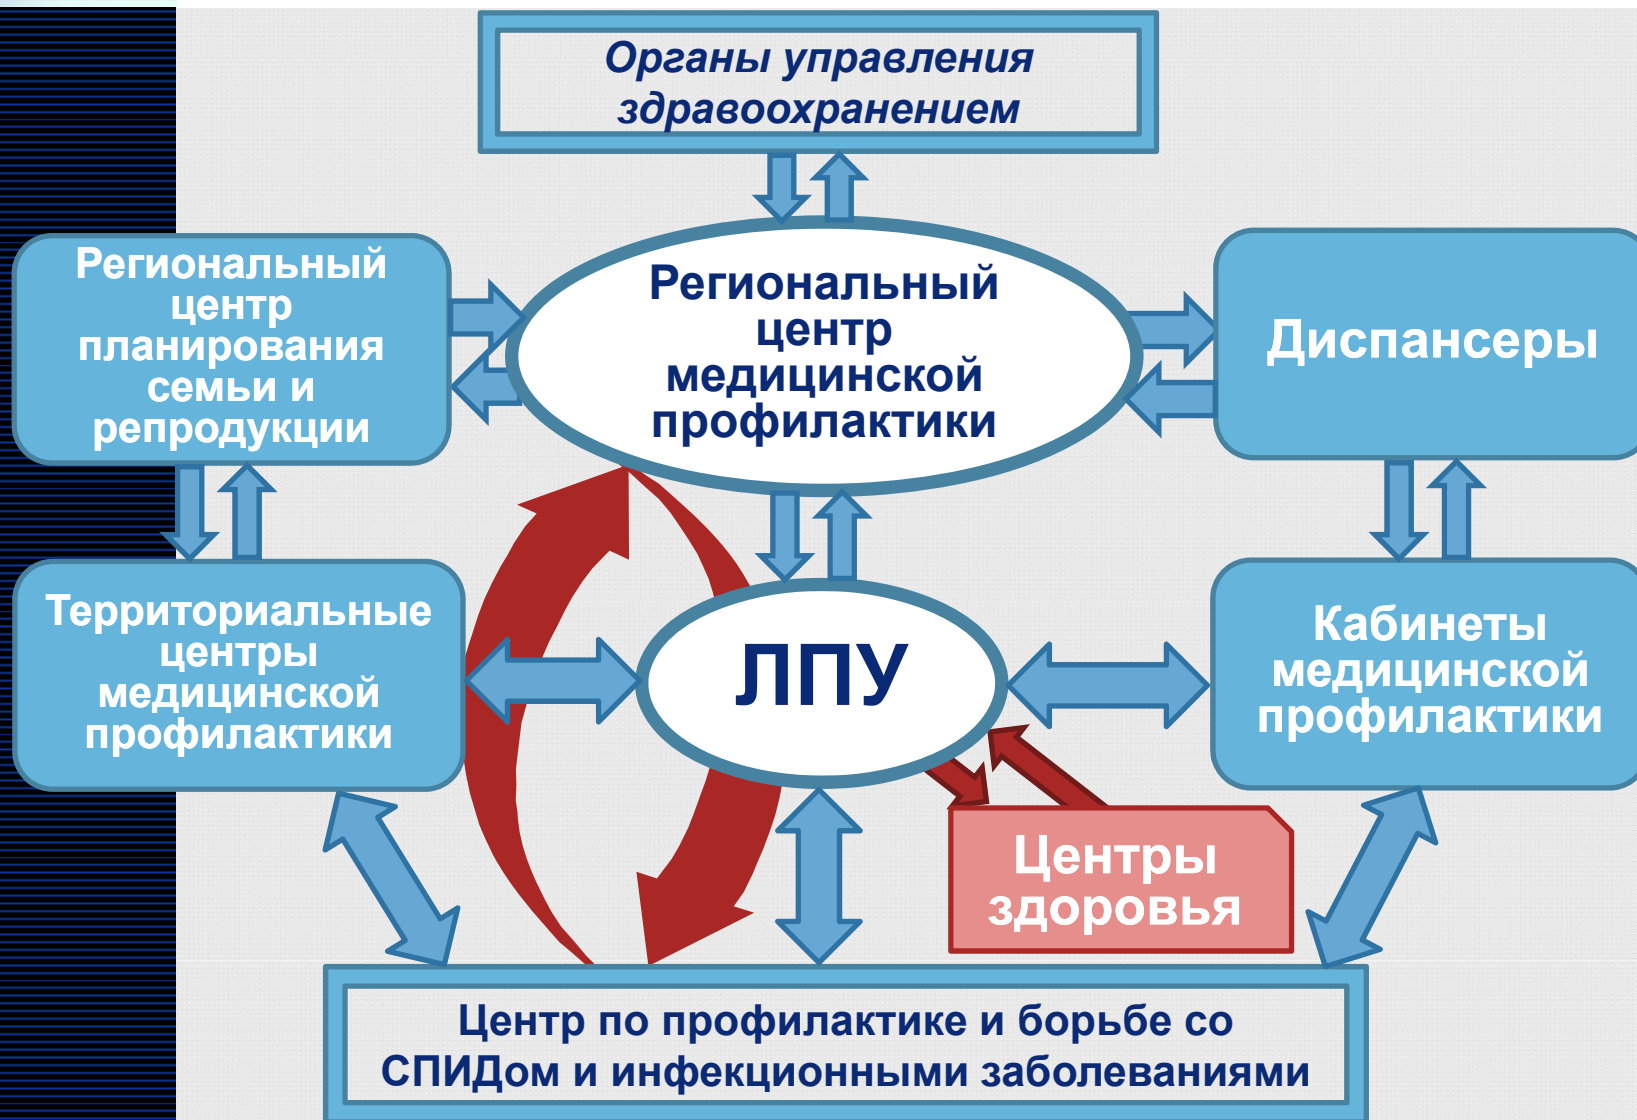 Органы управления
здравоохранением
Региональный
центр
планирования
семьи и
репродукции
Региональный
центр
медицинской
профилактики
Диспансеры
Территориальные
центры
медицинской
профилактики
ЛПУ
Кабинеты
медицинской
профилактики
Центры
здоровья
Центр по профилактике и борьбе со
СПИДом и инфекционными заболеваниями